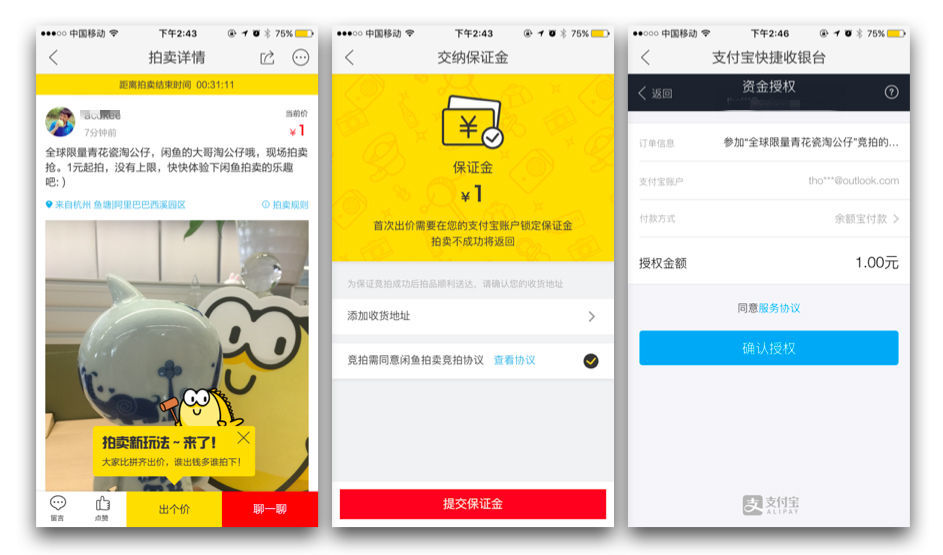 ●●●○○ 中国移动 下午2:43 75%
拍卖详情
距离拍卖结束时间 00:31:11
当前价
7分钟前
¥1
全球限量青花瓷淘公仔，闲鱼的大哥淘公仔哦，现场拍卖
抢。1元起拍，没有上限，快快体验下闲鱼拍卖的乐趣
吧: )
来自杭州 鱼塘|阿里巴巴西溪园区
拍卖规则
拍卖新玩法~来了!
大家比拼齐出价，谁出钱多谁拍下!
留言
点赞
出个价
聊一聊
●●●○○ 中国移动 下午2:43 75%
交纳保证金
¥
保证金
¥1
首次出价需要在您的支付宝账户锁定保证金
拍卖不成功将返回
为保证竞拍成功后拍品顺利送达，请确认您的收货地址
添加收货地址
竞拍需同意闲鱼拍卖竞拍协议 查看协议
提交保证金
●●○○○ 中国移动 下午2:46 75%
支付宝快捷收银台
返回
资金授权
订单信息 参加"全球限量青花瓷淘公仔"竞拍的...
支付宝账户 tho***@outlook.com
付款方式 余额宝付款
授权金额 1.00元
同意服务协议
确认授权
支 支付宝
ALIPAY